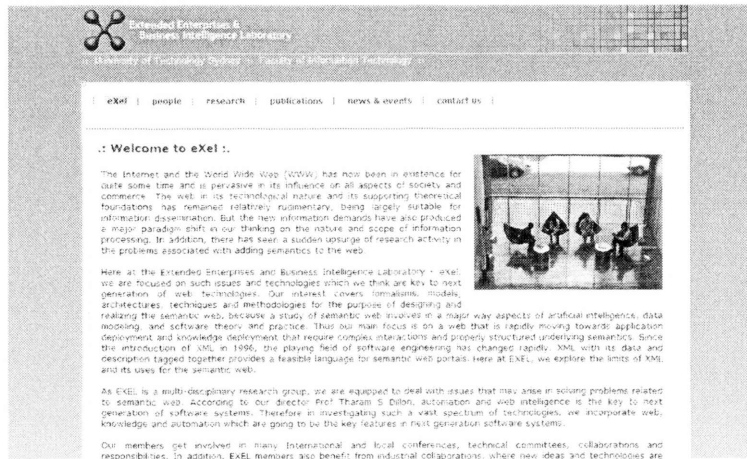 Extended Enterprises &
Business Intelligence Laboratory
:: University of Technology Sydney :: Faculty of Information Technology ::
| eXel | people | research | publications | news & events | contact us |
.: Welcome to eXel :.
The Internet and the World Wide Web (WWW) has now been in existence for
quite some time and is pervasive in its influence on all aspects of society and
commerce. The web in its technological nature and its supporting theoretical
foundations has remained relatively rudimentary, being largely suitable for
information dissemination. But the new information demands have also produced
a major paradigm shift in our thinking on the nature and scope of information
processing. In addition, there has seen a sudden upsurge of research activity in
the problems associated with adding semantics to the web.
Here at the Extended Enterprises and Business Intelligence Laboratory - exel,
we are focused on such issues and technologies which we think are key to next
generation of web technologies. Our interest covers formalisms, models,
architectures, techniques and methodologies for the purpose of designing and
realizing the semantic web, because a study of semantic web involves in a major way aspects of artificial intelligence, data
modeling, and software theory and practice. Thus our main focus is on a web that is rapidly moving towards application
deployment and knowledge deployment that require complex interactions and properly structured underlying semantics. Since
the introduction of XML in 1996, the playing field of software engineering has changed rapidly. XML with its data and
description tagged together provides a feasible language for semantic web portals. Here at EXEL, we explore the limits of XML
and its uses for the semantic web.
As EXEL is a multi-disciplinary research group, we are equipped to deal with issues that may arise in solving problems related
to semantic web. According to our director Prof Tharam S Dillon, automation and web intelligence is the key to next
generation of software systems. Therefore in investigating such a vast spectrum of technologies, we incorporate web,
knowledge and automation which are going to be the key features in next generation software systems.
Our members get involved in many International and local conferences, technical committees, collaborations and
responsibilities. In addition, EXEL members also benefit from industrial collaborations, where new ideas and technologies are